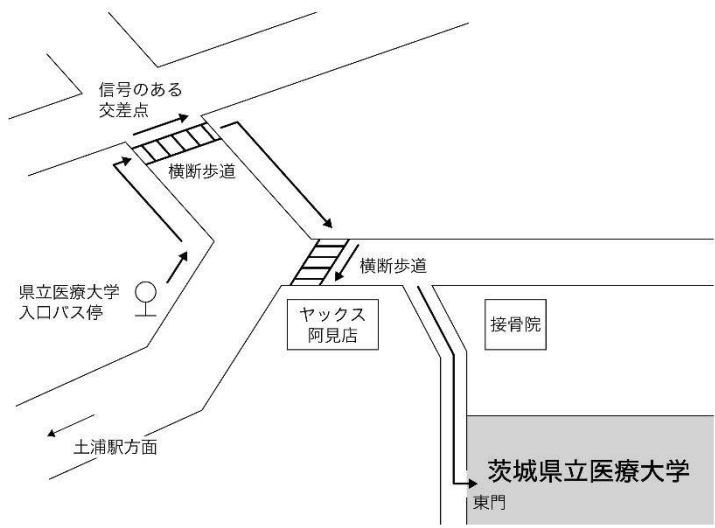 信号のある
交差点
横断歩道
横断歩道
県立医療大学
入口バス停
ヤックス
阿見店
接骨院
土浦駅方面
茨城県立医療大学
東門